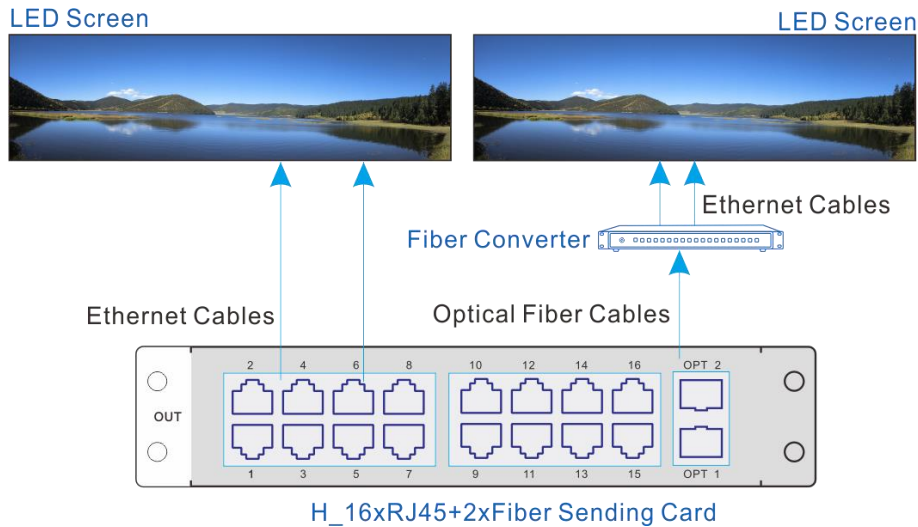 LED Screen
LED Screen
Ethernet Cables
Fiber Converter
Ethernet Cables
Optical Fiber Cables
2 4 6 8 10 12 14 16 OPT 2
OUT
1 3 5 7 9 11 13 15 OPT 1
H_16xRJ45+2xFiber Sending Card